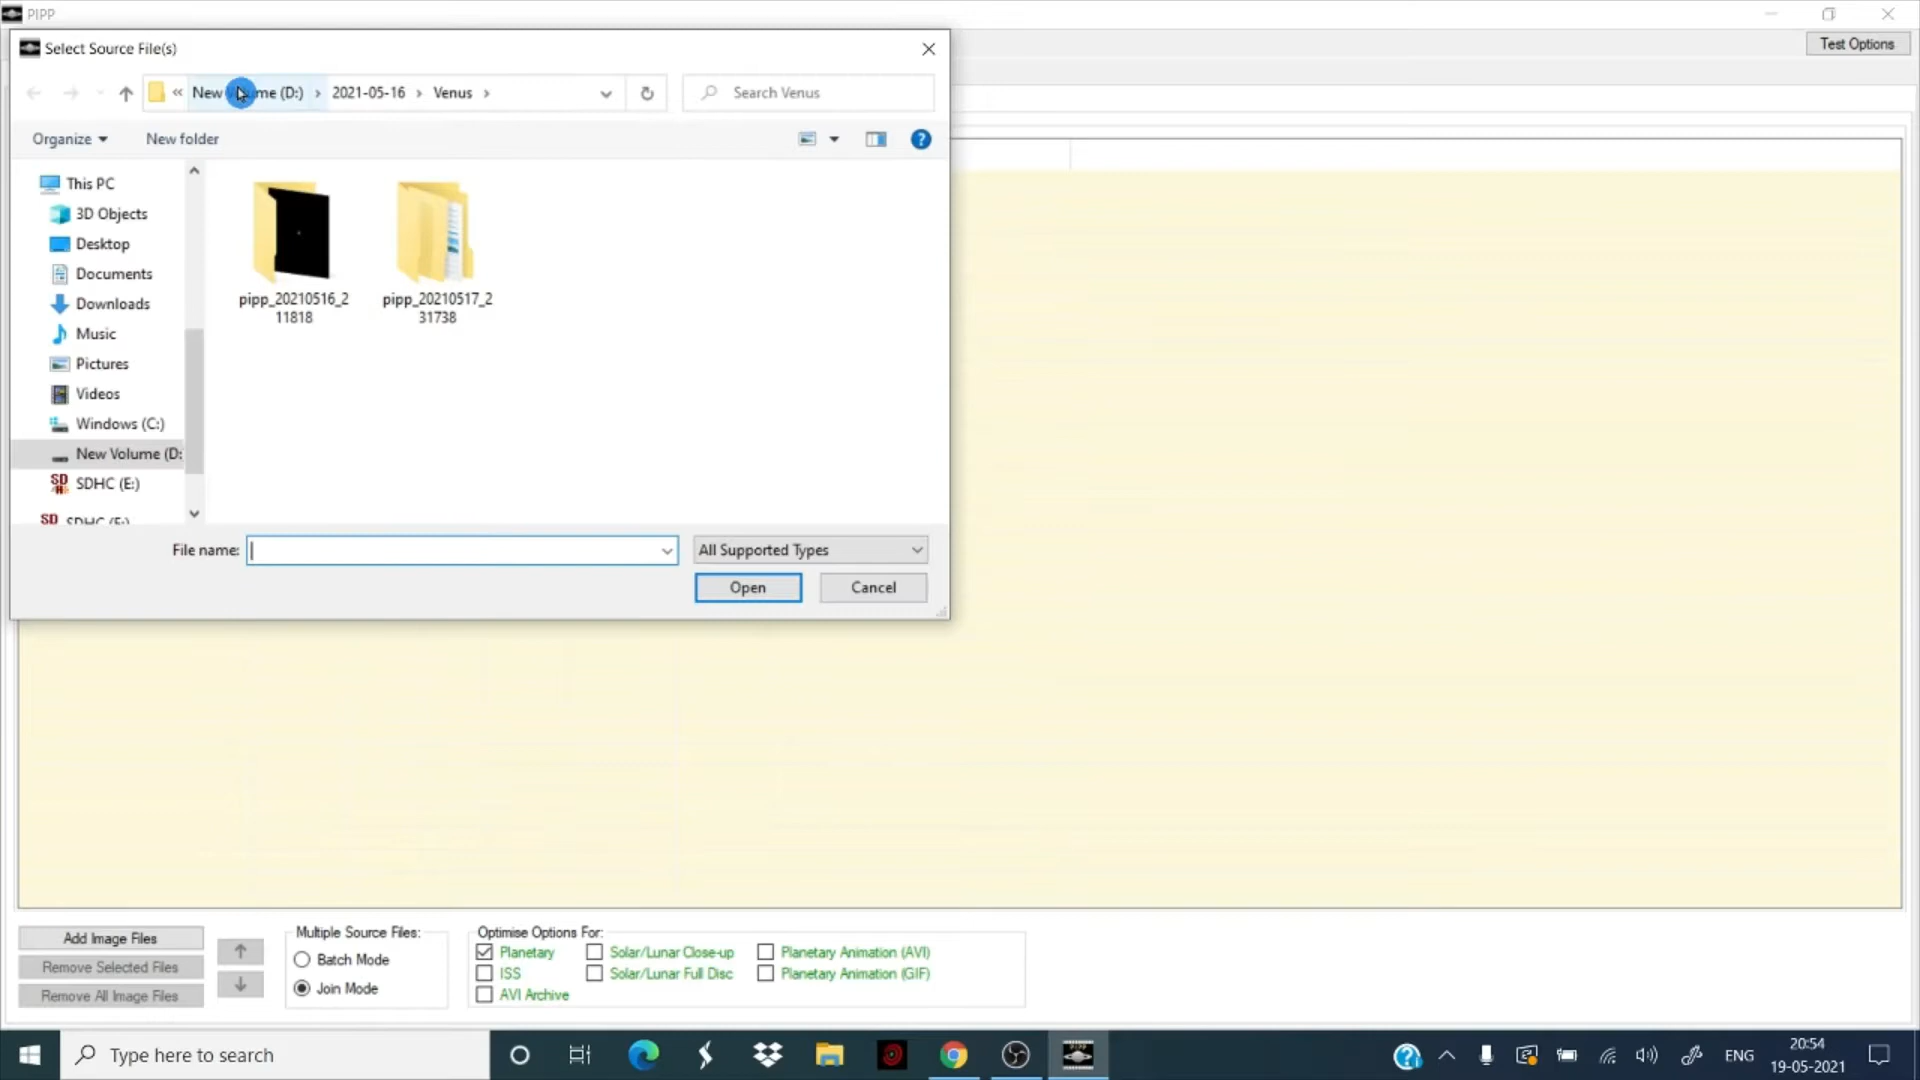 PIPP
Select Source File(s)
« New Volume (D:) › 2021-05-16 › Venus ›
Search Venus
Test Options
Organize
New folder
This PC
3D Objects
Desktop
Documents
Downloads
Music
Pictures
Videos
Windows (C:)
New Volume (D:
SDHC (E:)
pipp_20210516_2
11818
pipp_20210517_2
31738
File name:
All Supported Types
Open
Cancel
Add Image Files
Remove Selected Files
Remove All Image Files
Multiple Source Files:
Batch Mode
Join Mode
Optimise Options For:
Planetary
ISS
AVI Archive
Solar/Lunar Close-up
Solar/Lunar Full Disc
Planetary Animation (AVI)
Planetary Animation (GIF)
Type here to search
ENG
20:54
19-05-2021